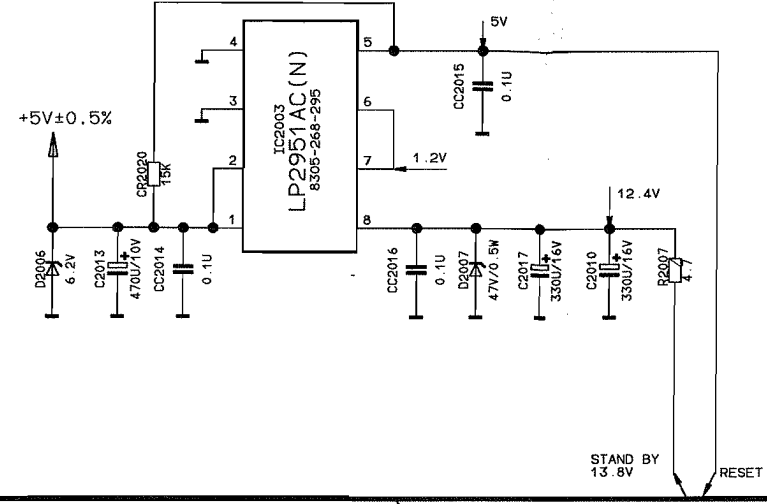 5V
4
5
CC2015
0.1U
3
6
IC2003
LP2951AC(N)
8305-268-295
+5V±0.5%
CR2020
15K
2
7
1.2V
1
8
12.4V
D2006
6.2V
C2013
+
470U/10V
CC2014
0.1U
CC2016
0.1U
D2007
47V/0.5W
C2017
+
330U/16V
C2010
+
330U/16V
R2007
4.7
STAND BY
13.8V
RESET